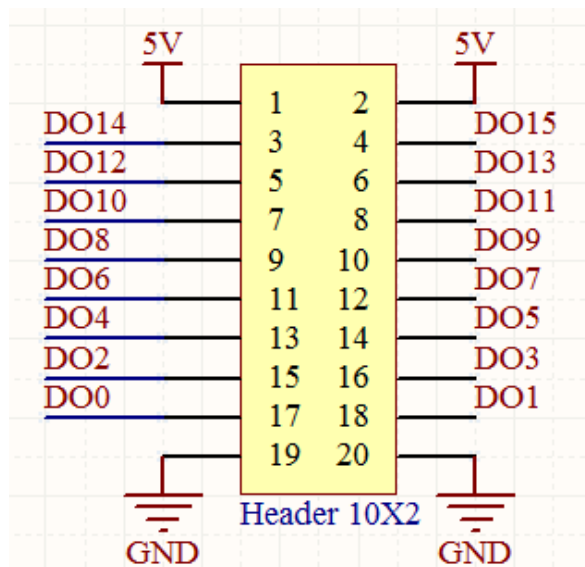 5V 5V
1 2
DO14 3 4 DO15
DO12 5 6 DO13
DO10 7 8 DO11
DO8 9 10 DO9
DO6 11 12 DO7
DO4 13 14 DO5
DO2 15 16 DO3
DO0 17 18 DO1
19 20
Header 10X2
GND GND